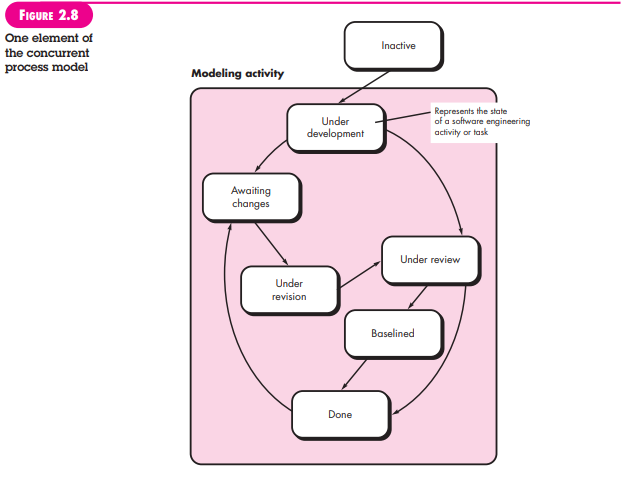 FIGURE 2.8
One element of
the concurrent
process model
Inactive
Modeling activity
Under
development
Represents the state
of a software engineering
activity or task
Awaiting
changes
Under review
Under
revision
Baselined
Done